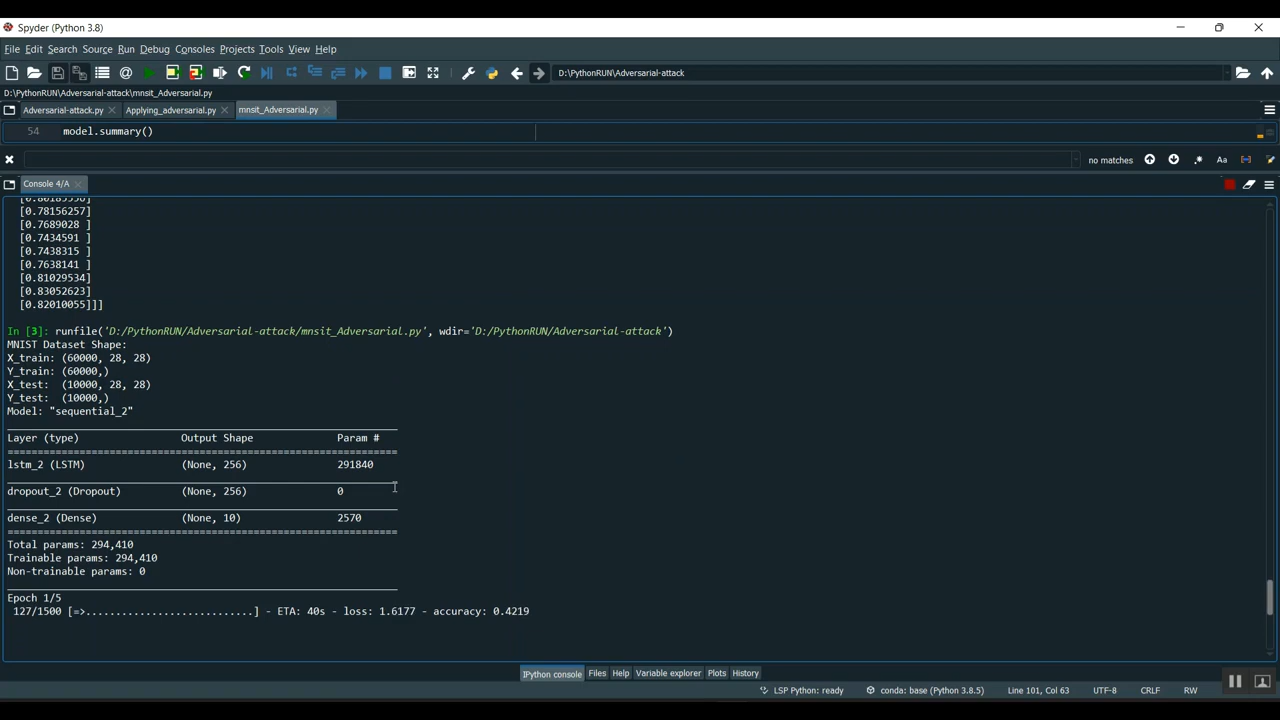 Spyder (Python 3.8)
File Edit Search Source Run Debug Consoles Projects Tools View Help
D:\PythonRUN\Adversarial-attack
D:\PythonRUN\Adversarial-attack\mnsit_Adversarial.py
Adversarial-attack.py Applying_adversarial.py mnsit_Adversarial.py
54 model.summary()
no matches .* Aa
Console 4/A
[0.78156257]
[0.7689028 ]
[0.7434591 ]
[0.7438315 ]
[0.7638141 ]
[0.81029534]
[0.83052623]
[0.82010055]]]
In [3]: runfile('D:/PythonRUN/Adversarial-attack/mnsit_Adversarial.py', wdir='D:/PythonRUN/Adversarial-attack')
MNIST Dataset Shape:
X_train: (60000, 28, 28)
Y_train: (60000,)
X_test:  (10000, 28, 28)
Y_test:  (10000,)
Model: "sequential_2"
Layer (type) Output Shape Param #
=================================================================
lstm_2 (LSTM) (None, 256) 291840
dropout_2 (Dropout) (None, 256) 0
dense_2 (Dense) (None, 10) 2570
=================================================================
Total params: 294,410
Trainable params: 294,410
Non-trainable params: 0
Epoch 1/5
127/1500 [=>............................] - ETA: 40s - loss: 1.6177 - accuracy: 0.4219
IPython console Files Help Variable explorer Plots History
LSP Python: ready conda: base (Python 3.8.5) Line 101, Col 63 UTF-8 CRLF RW